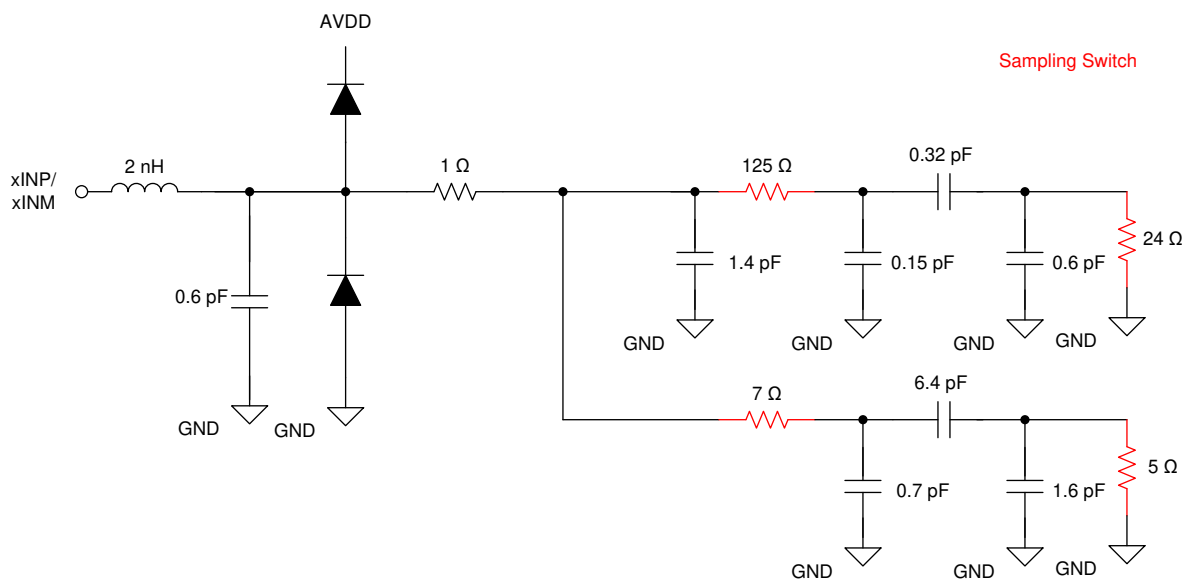 AVDD
Sampling Switch
xINP/
xINM
2 nH
1 Ω
125 Ω
0.32 pF
24 Ω
0.6 pF
1.4 pF
0.15 pF
0.6 pF
GND
GND
GND
GND
7 Ω
6.4 pF
GND
GND
5 Ω
0.7 pF
1.6 pF
GND
GND
GND